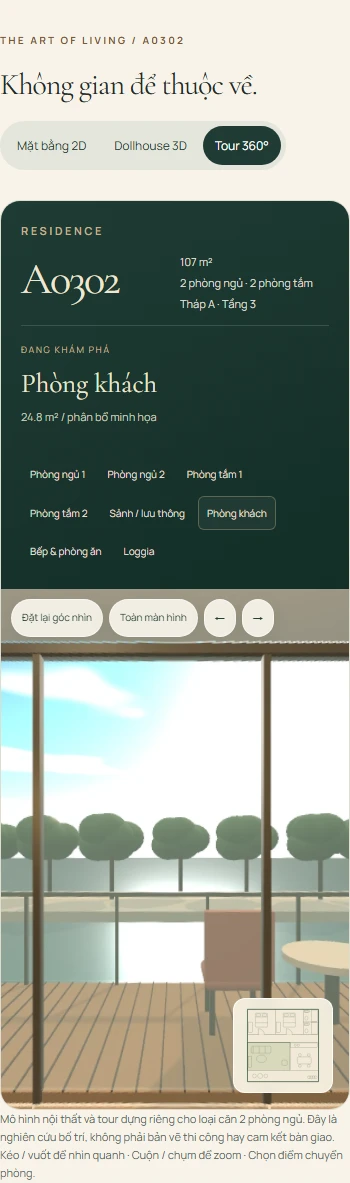 THE ART OF LIVING / A0302
Không gian để thuộc về.
Mặt bằng 2D
Dollhouse 3D
Tour 360°
RESIDENCE
A0302
107 m²
2 phòng ngủ · 2 phòng tắm
Tháp A · Tầng 3
ĐANG KHÁM PHÁ
Phòng khách
24.8 m² / phân bổ minh họa
Phòng ngủ 1
Phòng ngủ 2
Phòng tắm 1
Phòng tắm 2
Sảnh / lưu thông
Phòng khách
Bếp & phòng ăn
Loggia
Đặt lại góc nhìn
Toàn màn hình
←
→
Mô hình nội thất và tour dựng riêng cho loại căn 2 phòng ngủ. Đây là
nghiên cứu bố trí, không phải bản vẽ thi công hay cam kết bàn giao.
Kéo / vuốt để nhìn quanh · Cuộn / chụm để zoom · Chọn điểm chuyển
phòng.